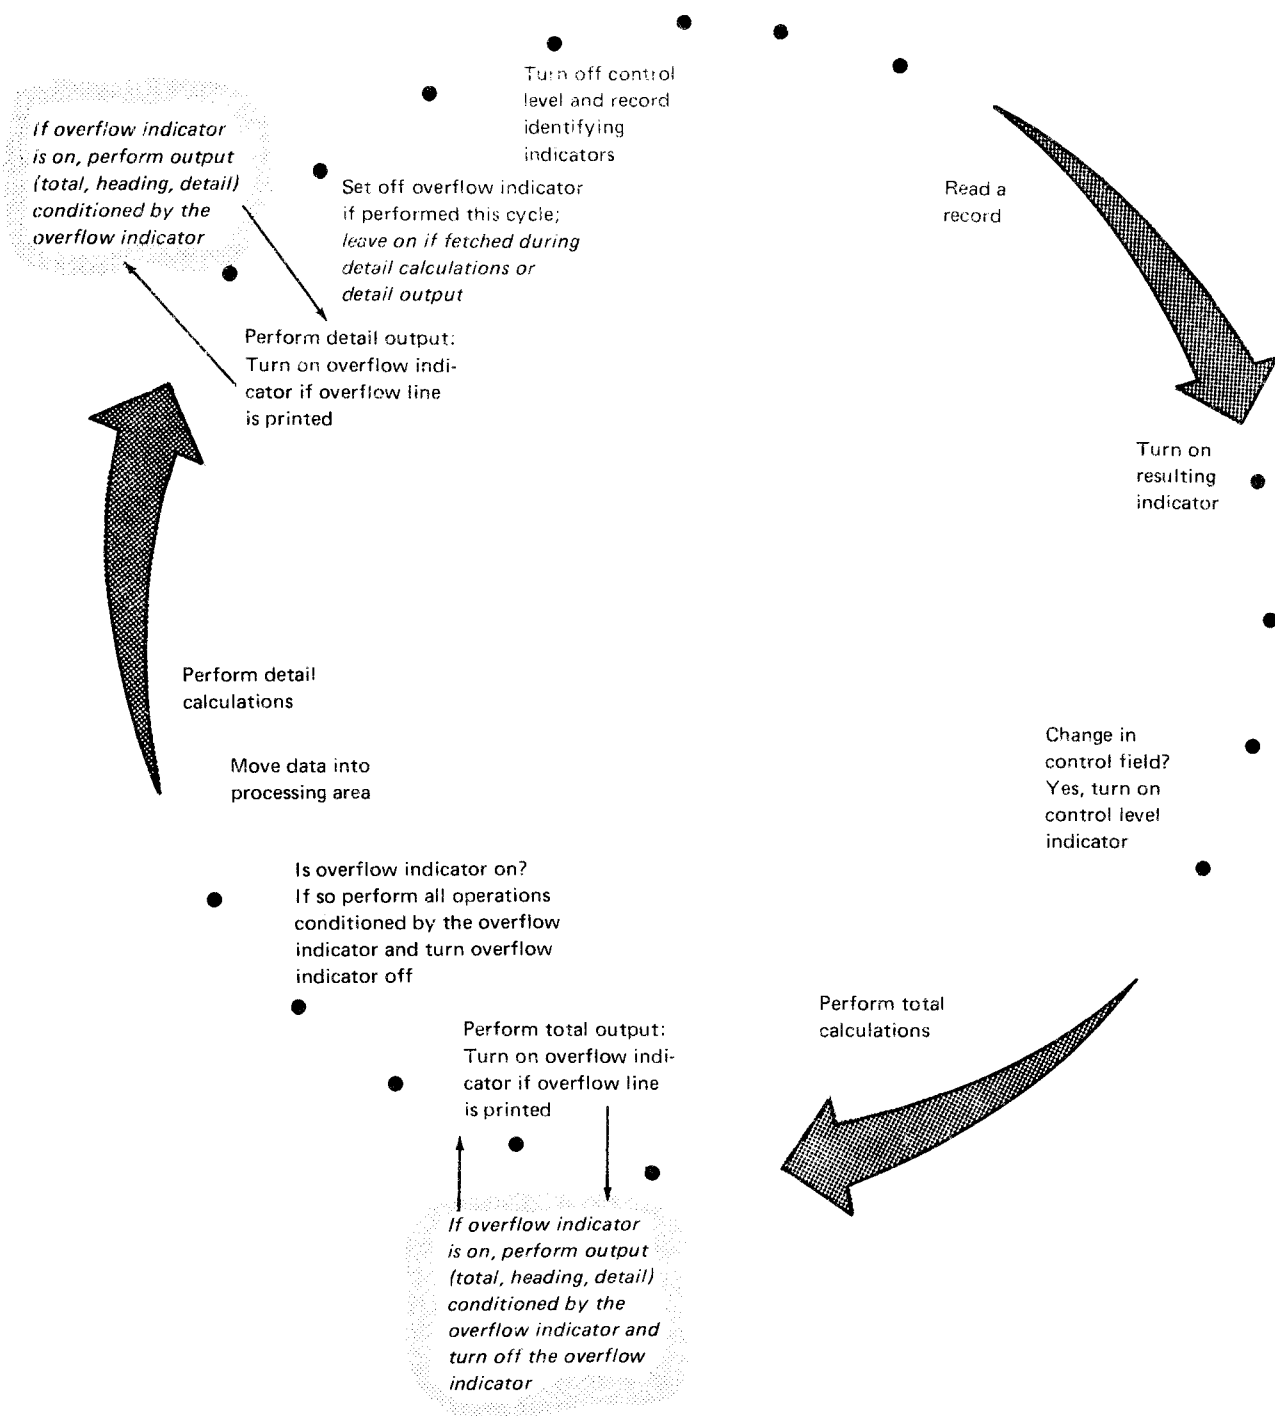 Turn off control
level and record
identifying
indicators
If overflow indicator
is on, perform output
(total, heading, detail)
conditioned by the
overflow indicator
Set off overflow indicator
if performed this cycle;
leave on if fetched during
detail calculations or
detail output
Perform detail output:
Turn on overflow indi-
cator if overflow line
is printed
Read a
record
Turn on
resulting
indicator
Change in
control field?
Yes, turn on
control level
indicator
Perform total
calculations
Perform total output:
Turn on overflow indi-
cator if overflow line
is printed
If overflow indicator
is on, perform output
(total, heading, detail)
conditioned by the
overflow indicator and
turn off the overflow
indicator
Is overflow indicator on?
If so perform all operations
conditioned by the overflow
indicator and turn overflow
indicator off
Move data into
processing area
Perform detail
calculations